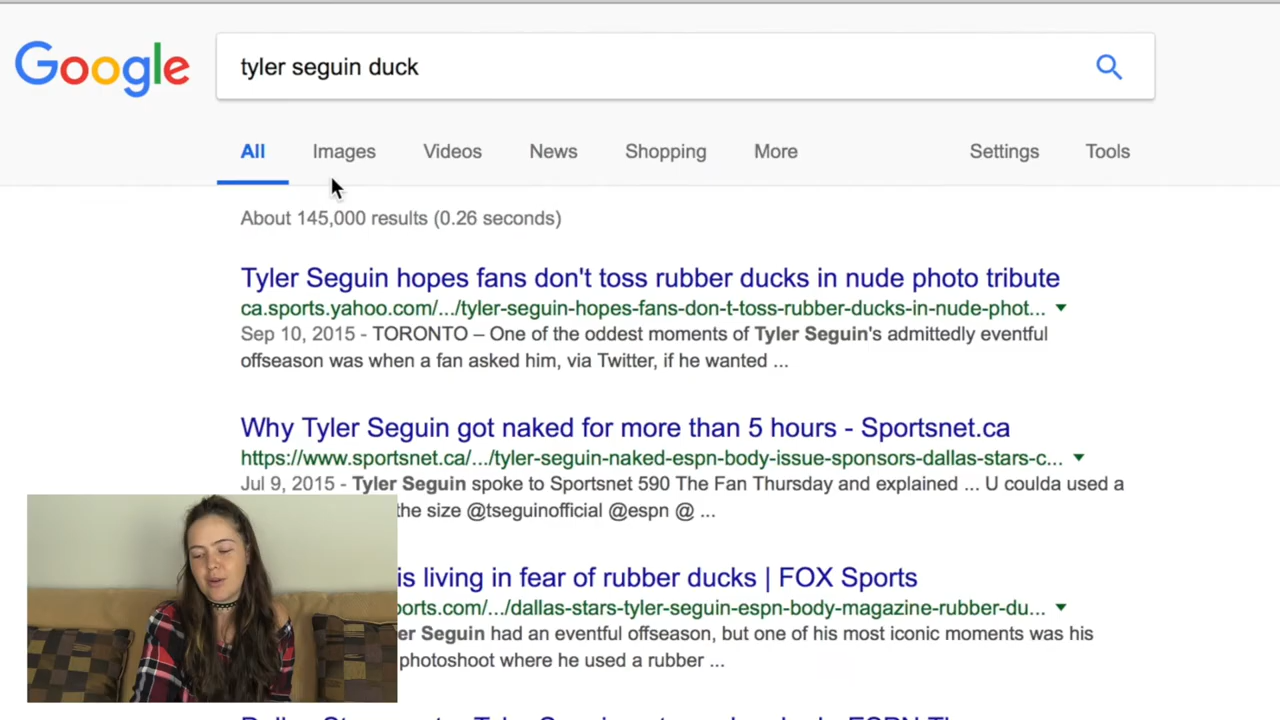 Google
tyler seguin duck
All Images Videos News Shopping More Settings Tools
About 145,000 results (0.26 seconds)
Tyler Seguin hopes fans don't toss rubber ducks in nude photo tribute
ca.sports.yahoo.com/.../tyler-seguin-hopes-fans-don-t-toss-rubber-ducks-in-nude-phot...
Sep 10, 2015 - TORONTO – One of the oddest moments of Tyler Seguin's admittedly eventful
offseason was when a fan asked him, via Twitter, if he wanted ...
Why Tyler Seguin got naked for more than 5 hours - Sportsnet.ca
https://www.sportsnet.ca/.../tyler-seguin-naked-espn-body-issue-sponsors-dallas-stars-c...
Jul 9, 2015 - Tyler Seguin spoke to Sportsnet 590 The Fan Thursday and explained ... U coulda used a
the size @tseguinofficial @espn @ ...
is living in fear of rubber ducks | FOX Sports
ports.com/.../dallas-stars-tyler-seguin-espn-body-magazine-rubber-du...
er Seguin had an eventful offseason, but one of his most iconic moments was his
photoshoot where he used a rubber ...